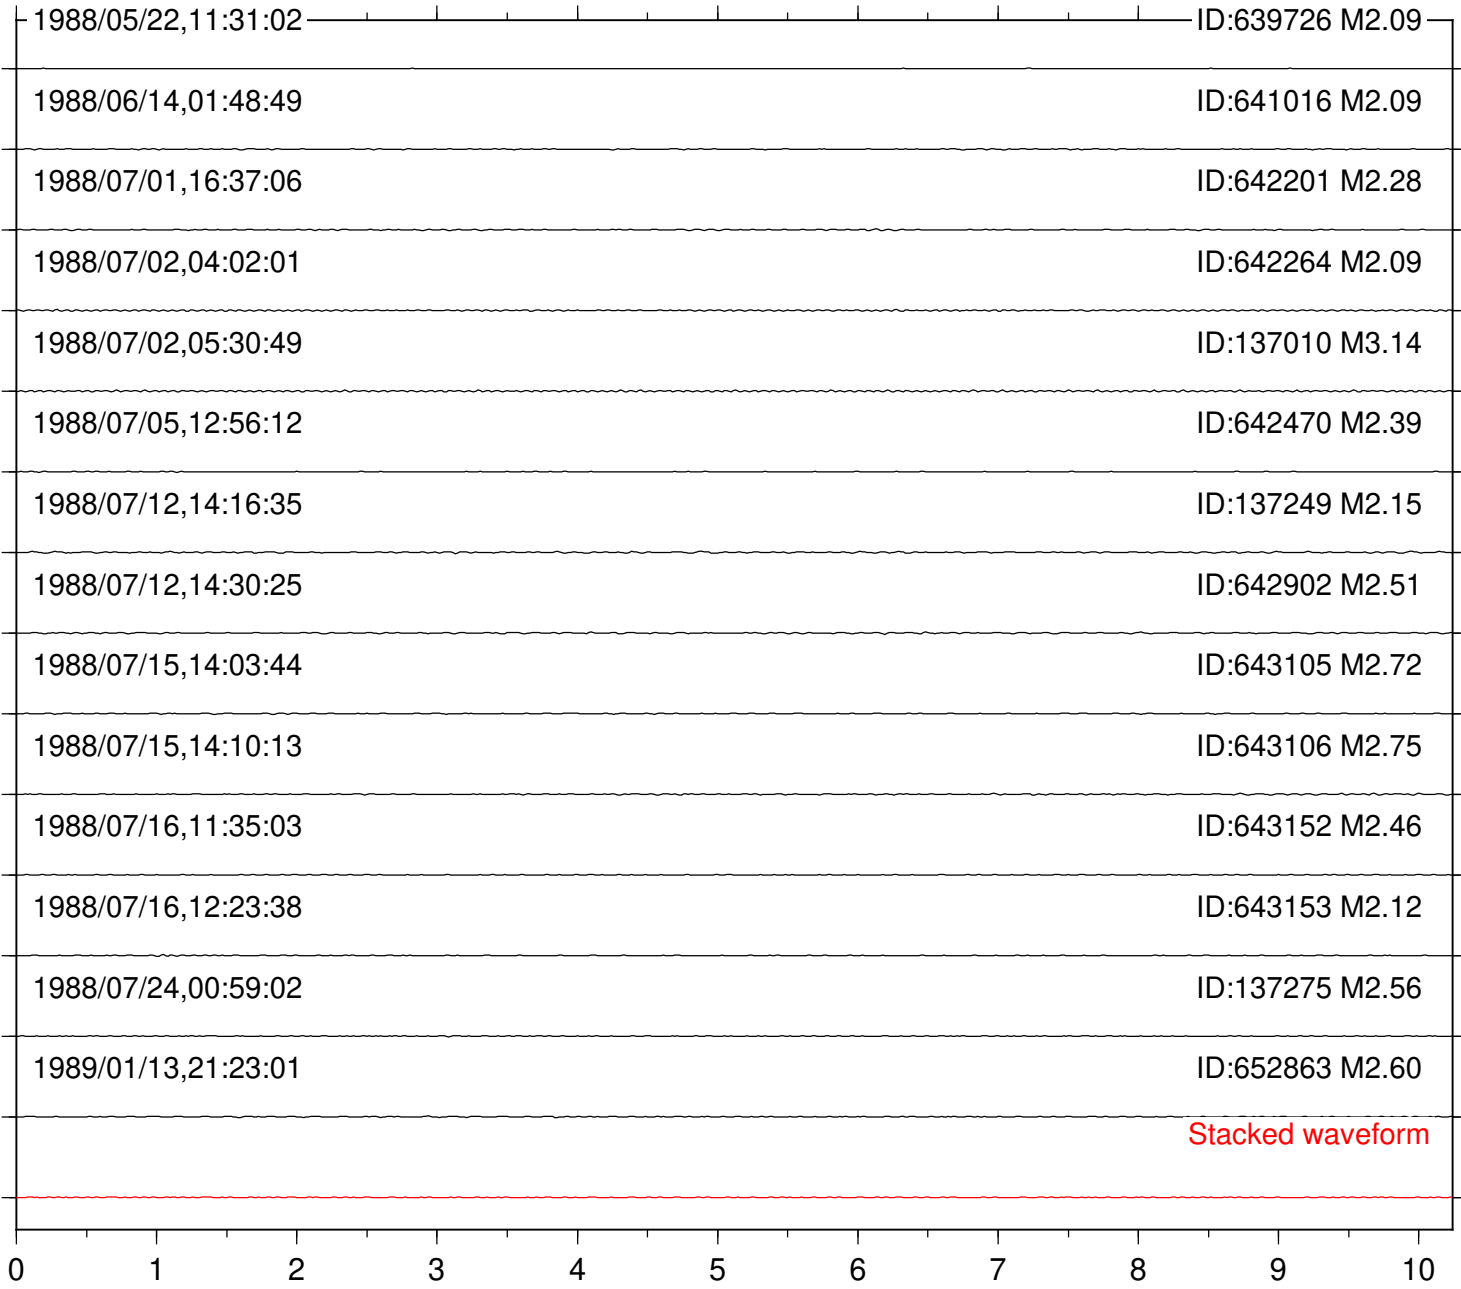 1988/05/22,11:31:02 ID:639726 M2.09
1988/06/14,01:48:49 ID:641016 M2.09
1988/07/01,16:37:06 ID:642201 M2.28
1988/07/02,04:02:01 ID:642264 M2.09
1988/07/02,05:30:49 ID:137010 M3.14
1988/07/05,12:56:12 ID:642470 M2.39
1988/07/12,14:16:35 ID:137249 M2.15
1988/07/12,14:30:25 ID:642902 M2.51
1988/07/15,14:03:44 ID:643105 M2.72
1988/07/15,14:10:13 ID:643106 M2.75
1988/07/16,11:35:03 ID:643152 M2.46
1988/07/16,12:23:38 ID:643153 M2.12
1988/07/24,00:59:02 ID:137275 M2.56
1989/01/13,21:23:01 ID:652863 M2.60
Stacked waveform
0 1 2 3 4 5 6 7 8 9 10